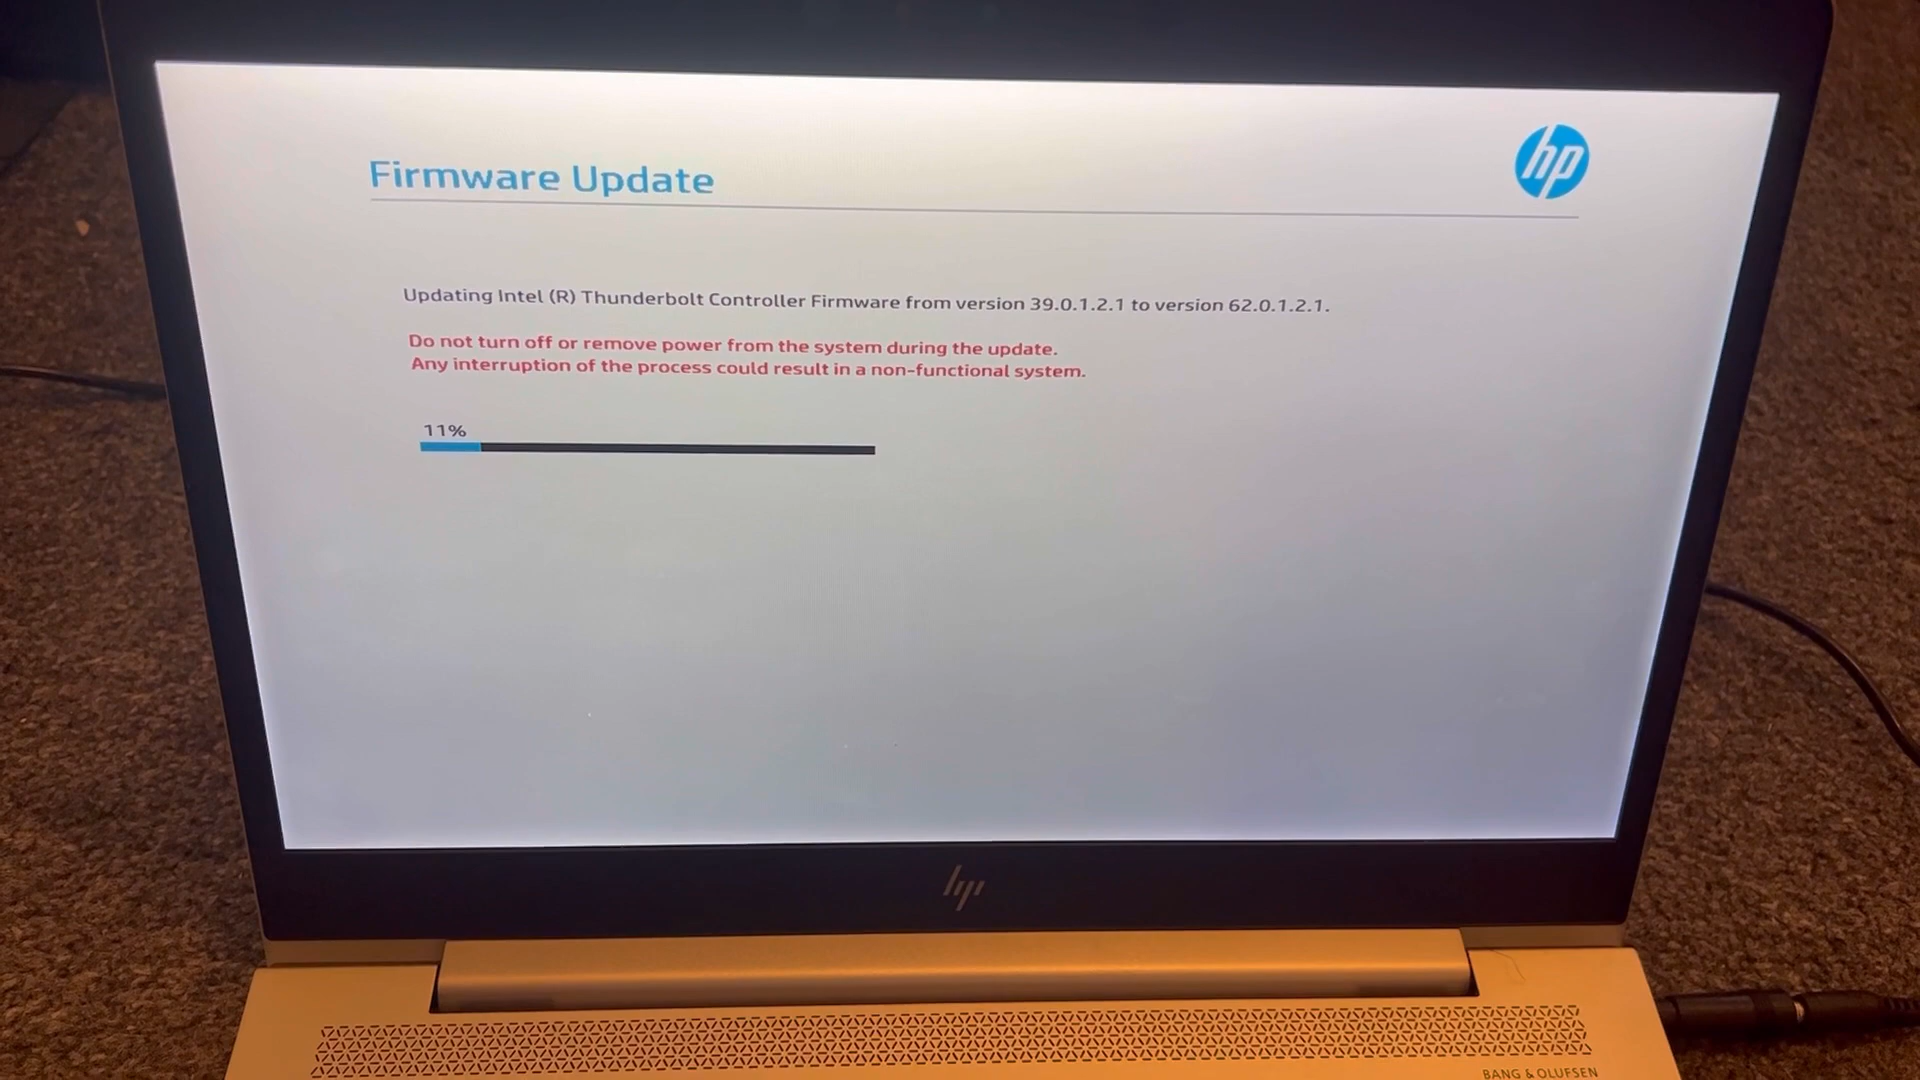 Firmware Update
hp
Updating Intel (R) Thunderbolt Controller Firmware from version 39.0.1.2.1 to version 62.0.1.2.1.
Do not turn off or remove power from the system during the update.
Any interruption of the process could result in a non-functional system.
11%
hp
BANG & OLUFSEN